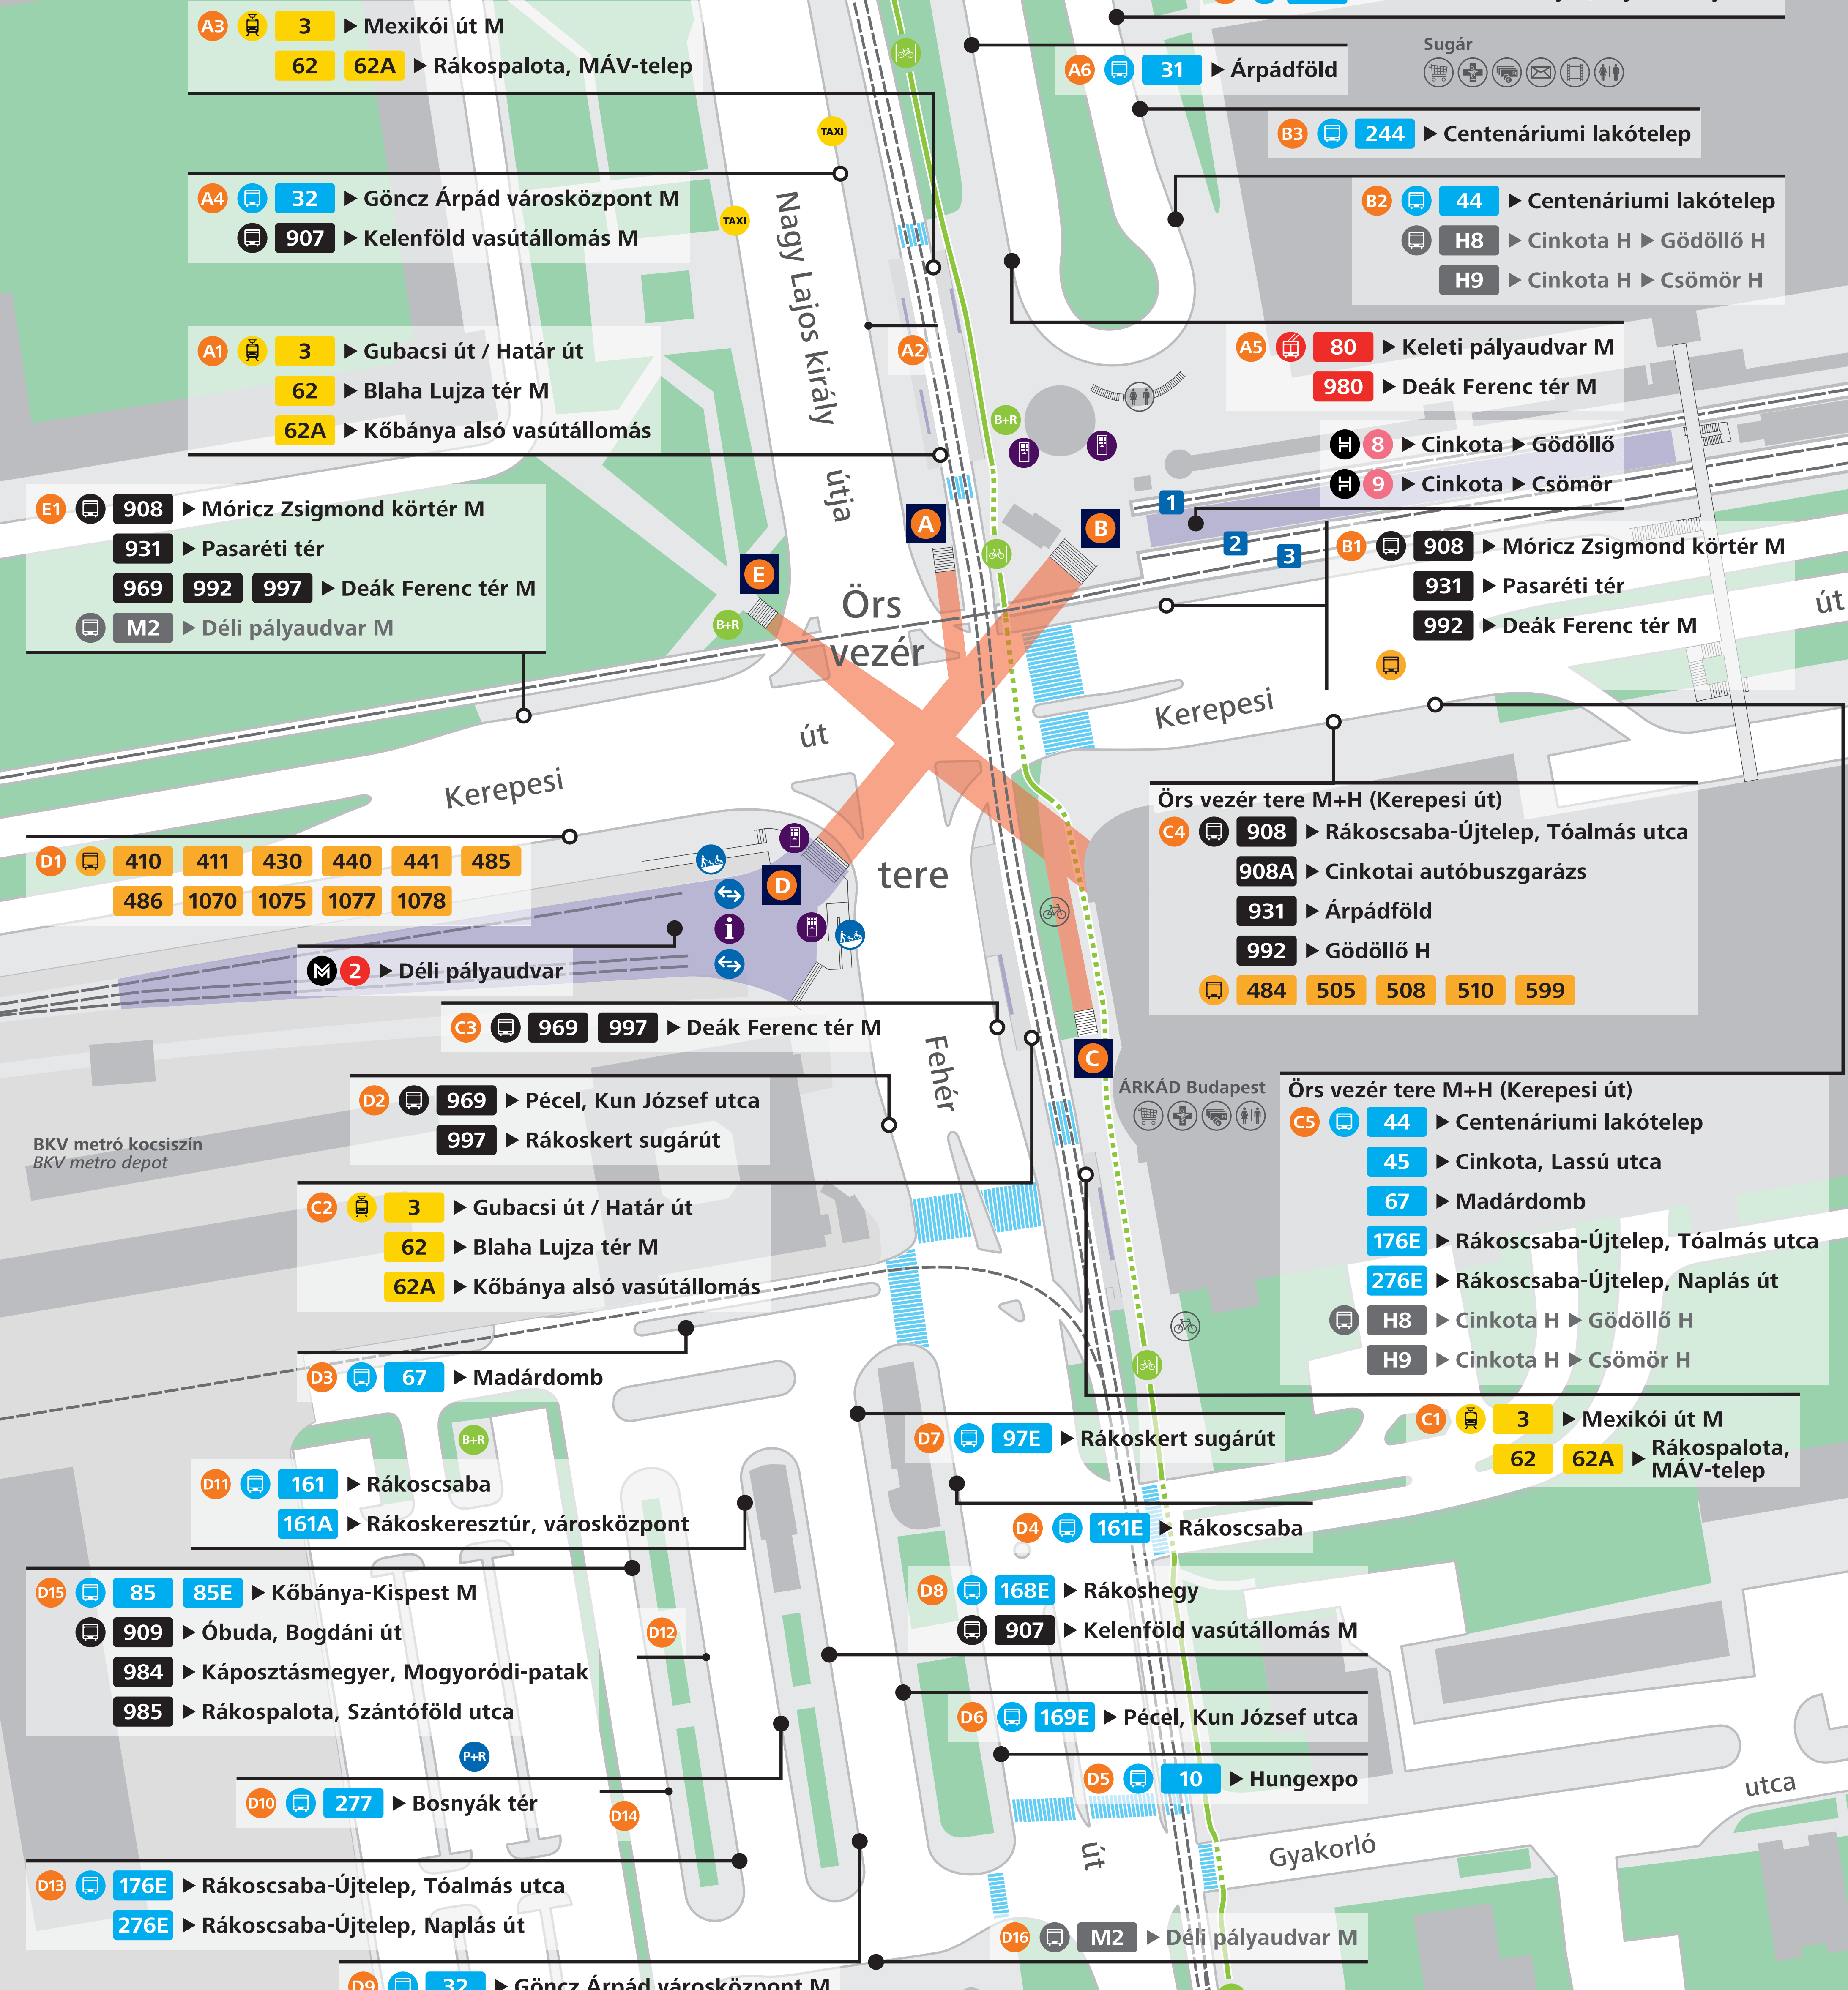 A3 3 ▶ Mexikói út M
62 62A ▶ Rákospalota, MÁV-telep
A6 31 ▶ Árpádföld
Sugár
B3 244 ▶ Centenáriumi lakótelep
TAXI
A4 32 ▶ Göncz Árpád városközpont M
907 ▶ Kelenföld vasútállomás M
TAXI
Nagy Lajos király
útja
B2 44 ▶ Centenáriumi lakótelep
H8 ▶ Cinkota H ▶ Gödöllő H
H9 ▶ Cinkota H ▶ Csömör H
A1 3 ▶ Gubacsi út / Határ út
62 ▶ Blaha Lujza tér M
62A ▶ Kőbánya alsó vasútállomás
A2
A5 80 ▶ Keleti pályaudvar M
980 ▶ Deák Ferenc tér M
B+R
H 8 ▶ Cinkota ▶ Gödöllő
H 9 ▶ Cinkota ▶ Csömör
1
2
3
E1 908 ▶ Móricz Zsigmond körtér M
931 ▶ Pasaréti tér
969 992 997 ▶ Deák Ferenc tér M
M2 ▶ Déli pályaudvar M
A
B
E
B+R
B1 908 ▶ Móricz Zsigmond körtér M
931 ▶ Pasaréti tér
992 ▶ Deák Ferenc tér M
út
Örs
vezér
tere
Kerepesi
út
Kerepesi
Örs vezér tere M+H (Kerepesi út)
C4 908 ▶ Rákoscsaba-Újtelep, Tóalmás utca
908A ▶ Cinkotai autóbuszgarázs
931 ▶ Árpádföld
992 ▶ Gödöllő H
484 505 508 510 599
D1 410 411 430 440 441 485
486 1070 1075 1077 1078
D
i
M 2 ▶ Déli pályaudvar
C3 969 997 ▶ Deák Ferenc tér M
Fehér
C
D2 969 ▶ Pécel, Kun József utca
997 ▶ Rákoskert sugárút
ÁRKÁD Budapest
BKV metró kocsiszín
BKV metro depot
Örs vezér tere M+H (Kerepesi út)
C5 44 ▶ Centenáriumi lakótelep
45 ▶ Cinkota, Lassú utca
67 ▶ Madárdomb
176E ▶ Rákoscsaba-Újtelep, Tóalmás utca
276E ▶ Rákoscsaba-Újtelep, Naplás út
H8 ▶ Cinkota H ▶ Gödöllő H
H9 ▶ Cinkota H ▶ Csömör H
C2 3 ▶ Gubacsi út / Határ út
62 ▶ Blaha Lujza tér M
62A ▶ Kőbánya alsó vasútállomás
D3 67 ▶ Madárdomb
B+R
D7 97E ▶ Rákoskert sugárút
C1 3 ▶ Mexikói út M
62 62A ▶ Rákospalota,
MÁV-telep
D11 161 ▶ Rákoscsaba
161A ▶ Rákoskeresztúr, városközpont
D4 161E ▶ Rákoscsaba
D15 85 85E ▶ Kőbánya-Kispest M
909 ▶ Óbuda, Bogdáni út
984 ▶ Káposztásmegyer, Mogyoródi-patak
985 ▶ Rákospalota, Szántóföld utca
D12
D8 168E ▶ Rákoshegy
907 ▶ Kelenföld vasútállomás M
D6 169E ▶ Pécel, Kun József utca
P+R
D5 10 ▶ Hungexpo
D10 277 ▶ Bosnyák tér
D14
út
Gyakorló
utca
D13 176E ▶ Rákoscsaba-Újtelep, Tóalmás utca
276E ▶ Rákoscsaba-Újtelep, Naplás út
D16 M2 ▶ Déli pályaudvar M
D9 32 ▶ Göncz Árpád városközpont M